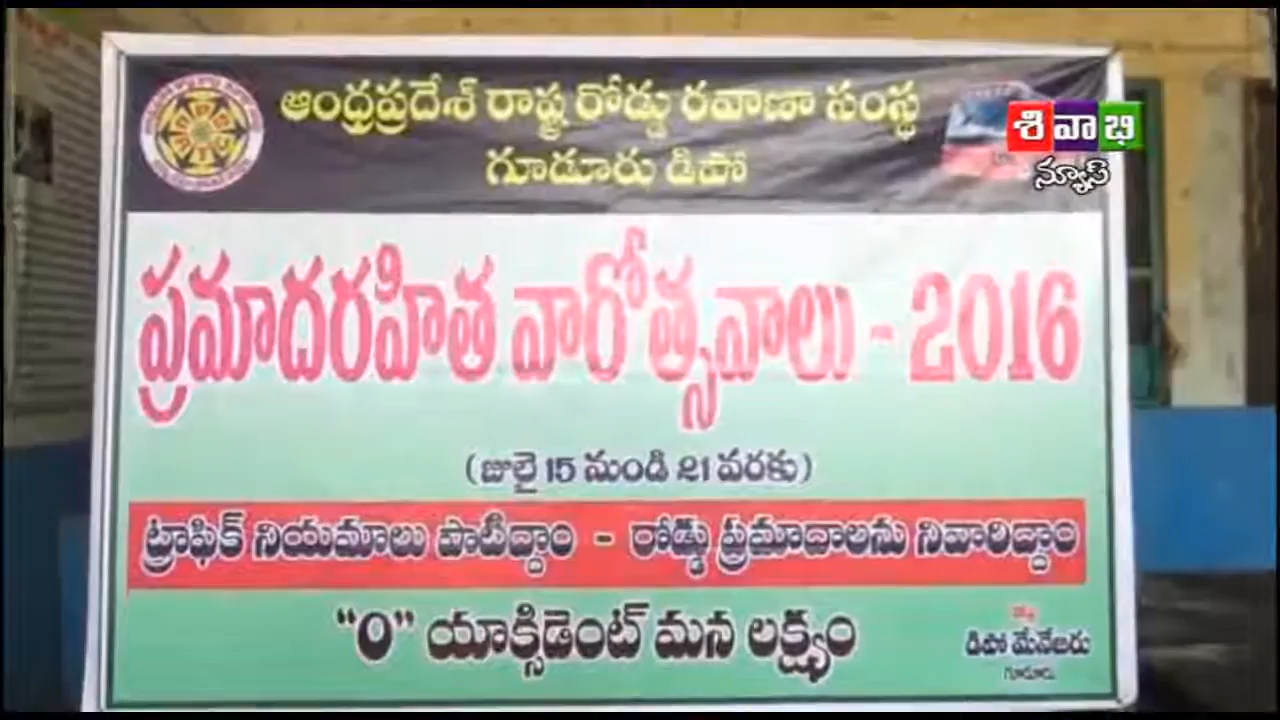 ఆంధ్రప్రదేశ్ రాష్ట్ర రోడ్డు రవాణా సంస్థ
గూడూరు డిపో
శివాభి
న్యూస్
ప్రమాదరహిత వారోత్సవాలు - 2016
(జులై 15 నుండి 21 వరకు)
ట్రాఫిక్ నియమాలు పాటిద్దాం - రోడ్డు ప్రమాదాలను నివారిద్దాం
"0" యాక్సిడెంట్ మన లక్ష్యం
డిపో మేనేజరు
గూడూరు